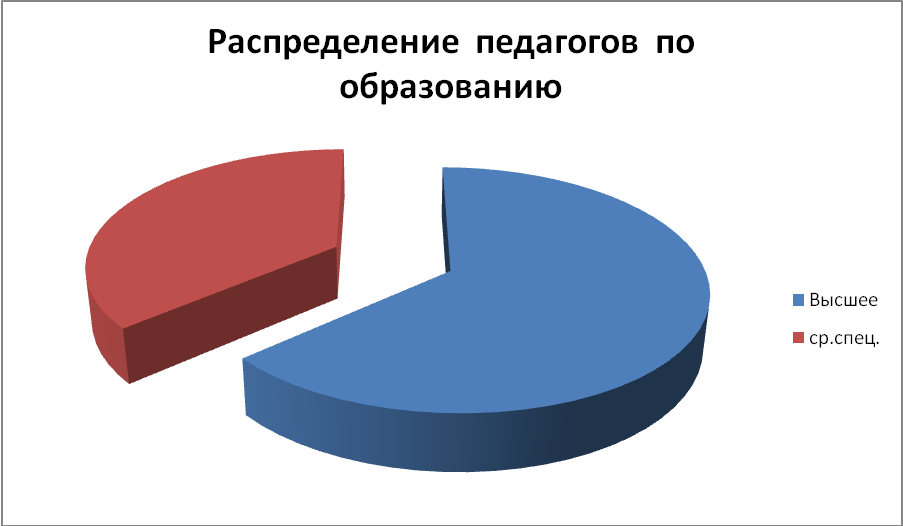 Распределение педагогов по
образованию
Высшее
ср.спец.